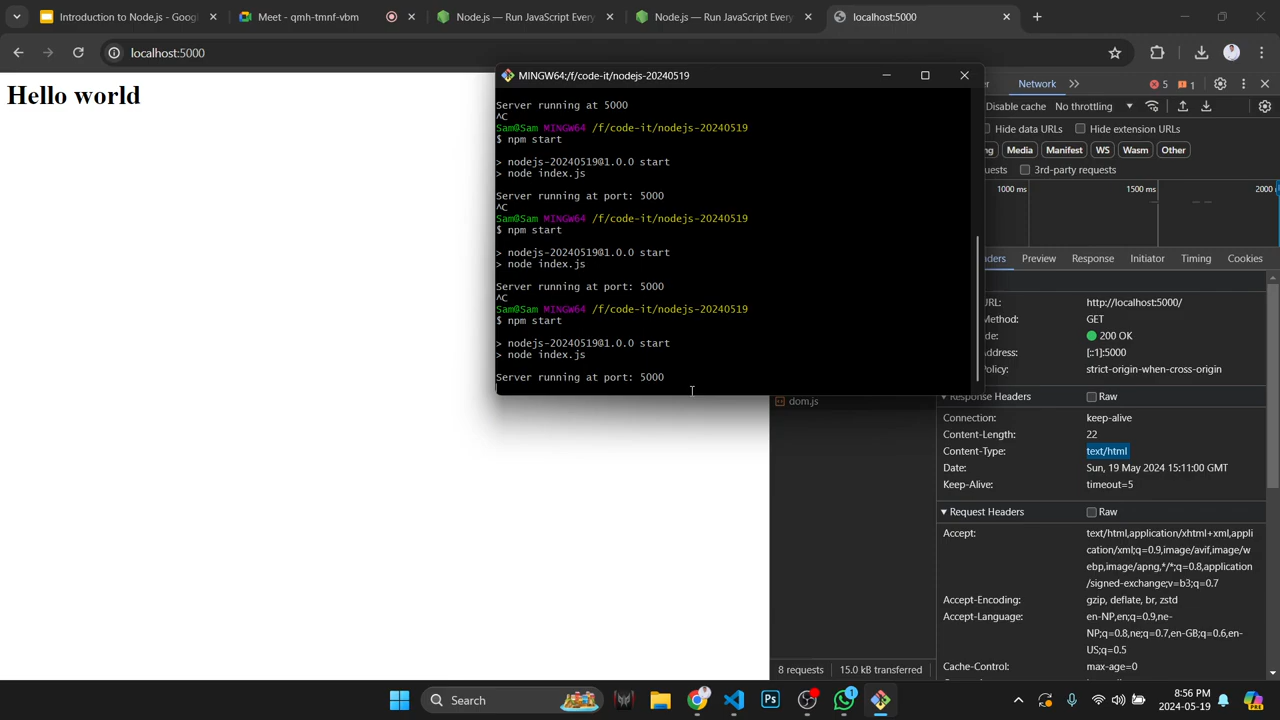 Introduction to Node.js - Googl
Meet - qmh-tmnf-vbm
Node.js — Run JavaScript Every
Node.js — Run JavaScript Every
localhost:5000
localhost:5000
Hello world
MINGW64:/f/code-it/nodejs-20240519
Server running at 5000
^C
Sam@Sam MINGW64 /f/code-it/nodejs-20240519
$ npm start
> nodejs-20240519@1.0.0 start
> node index.js
Server running at port: 5000
^C
Sam@Sam MINGW64 /f/code-it/nodejs-20240519
$ npm start
> nodejs-20240519@1.0.0 start
> node index.js
Server running at port: 5000
^C
Sam@Sam MINGW64 /f/code-it/nodejs-20240519
$ npm start
> nodejs-20240519@1.0.0 start
> node index.js
Server running at port: 5000
Network 5 1
Disable cache No throttling
Hide data URLs Hide extension URLs
Media Manifest WS Wasm Other
3rd-party requests
1000 ms 1500 ms 2000
Preview Response Initiator Timing Cookies
URL: http://localhost:5000/
Method: GET
200 OK
[::1]:5000
Policy: strict-origin-when-cross-origin
dom.js
Response Headers Raw
Connection: keep-alive
Content-Length: 22
Content-Type: text/html
Date: Sun, 19 May 2024 15:11:00 GMT
Keep-Alive: timeout=5
Request Headers Raw
Accept: text/html,application/xhtml+xml,appli
cation/xml;q=0.9,image/avif,image/w
ebp,image/apng,*/*;q=0.8,application
/signed-exchange;v=b3;q=0.7
Accept-Encoding: gzip, deflate, br, zstd
Accept-Language: en-NP,en;q=0.9,ne-
NP;q=0.8,ne;q=0.7,en-GB;q=0.6,en-
US;q=0.5
Cache-Control: max-age=0
8 requests 15.0 kB transferred
Search
Ps
1
8:56 PM
2024-05-19